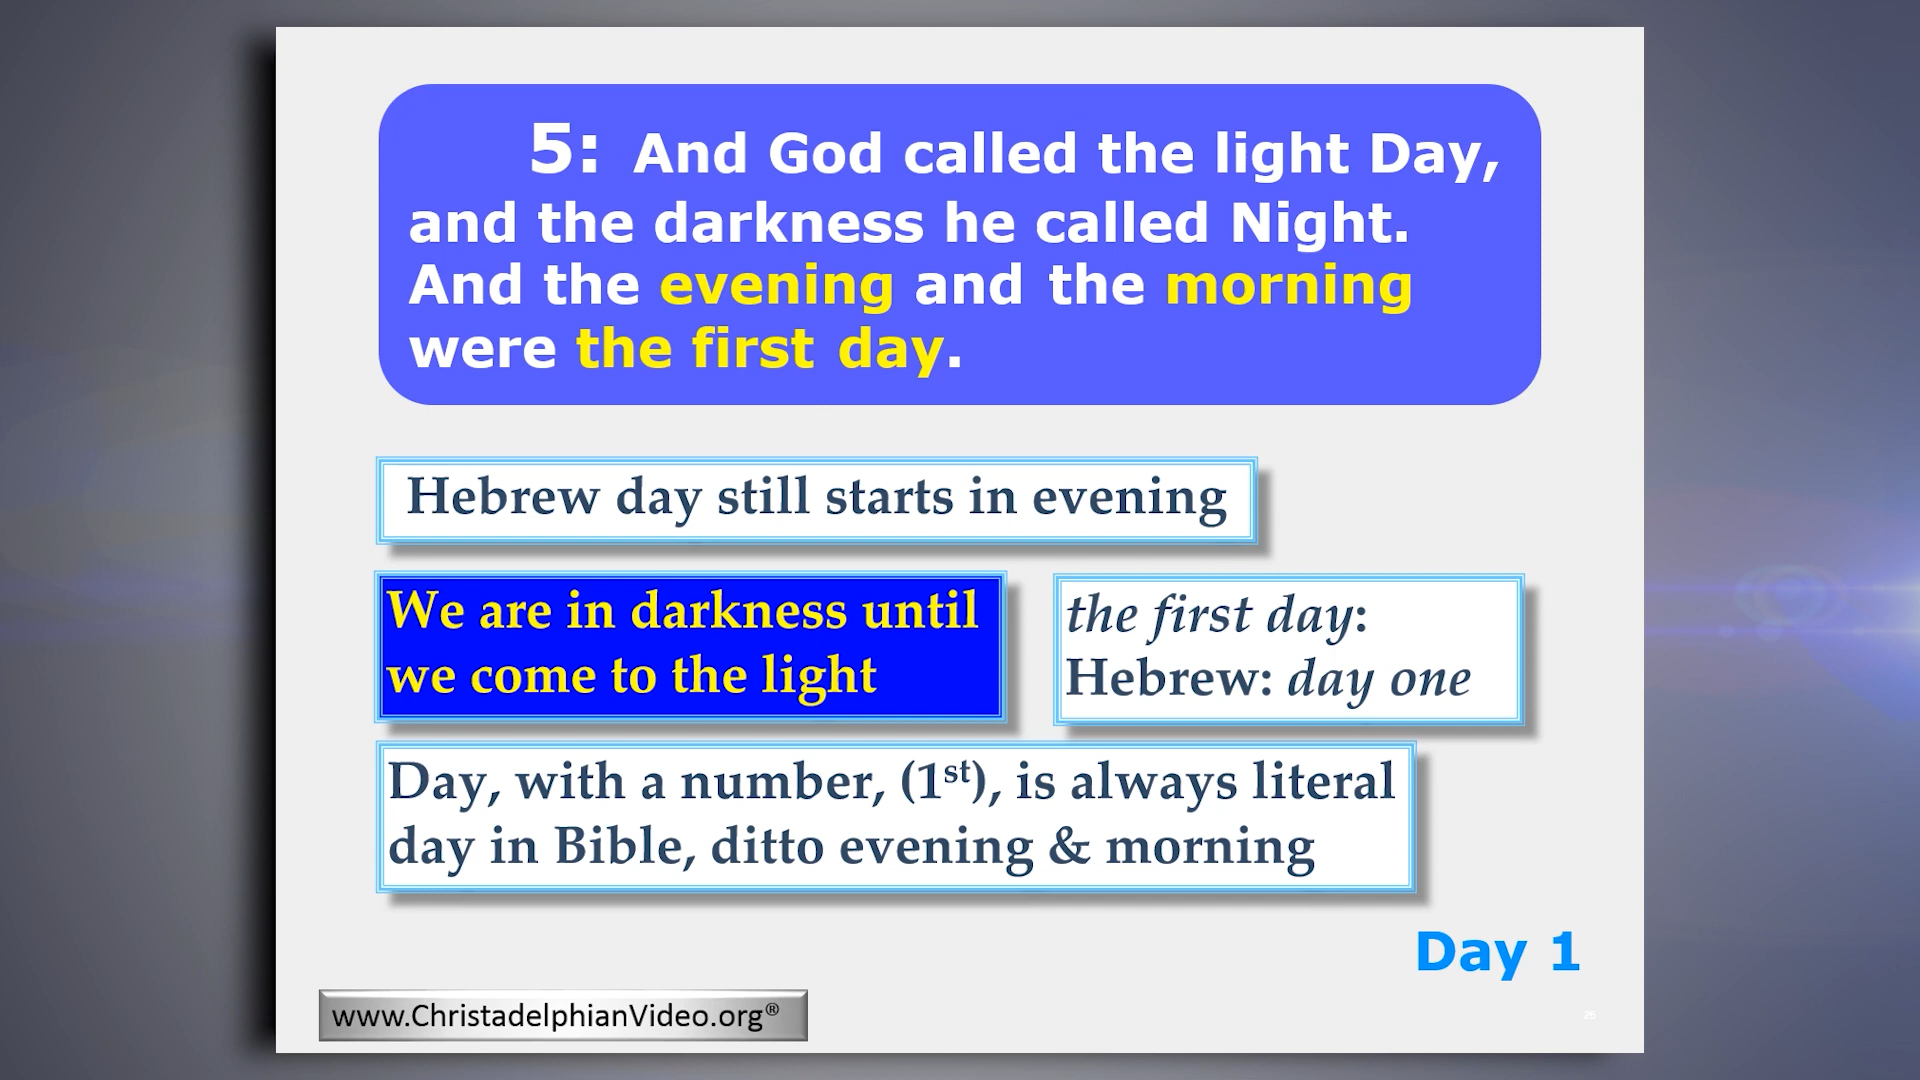 5: And God called the light Day,
and the darkness he called Night.
And the evening and the morning
were the first day.
Hebrew day still starts in evening
We are in darkness until
we come to the light
the first day:
Hebrew: day one
Day, with a number, (1st), is always literal
day in Bible, ditto evening & morning
Day 1
www.ChristadelphianVideo.org®
26